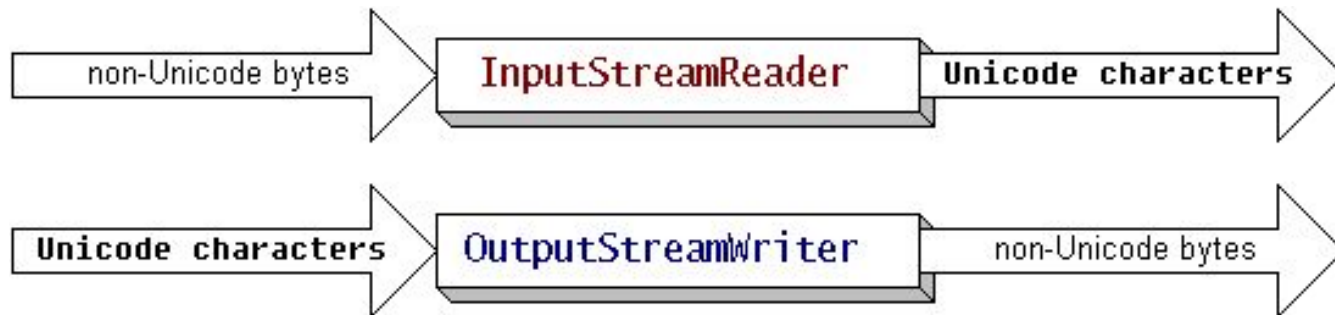 non-Unicode bytes InputStreamReader Unicode characters
Unicode characters OutputStreamWriter non-Unicode bytes